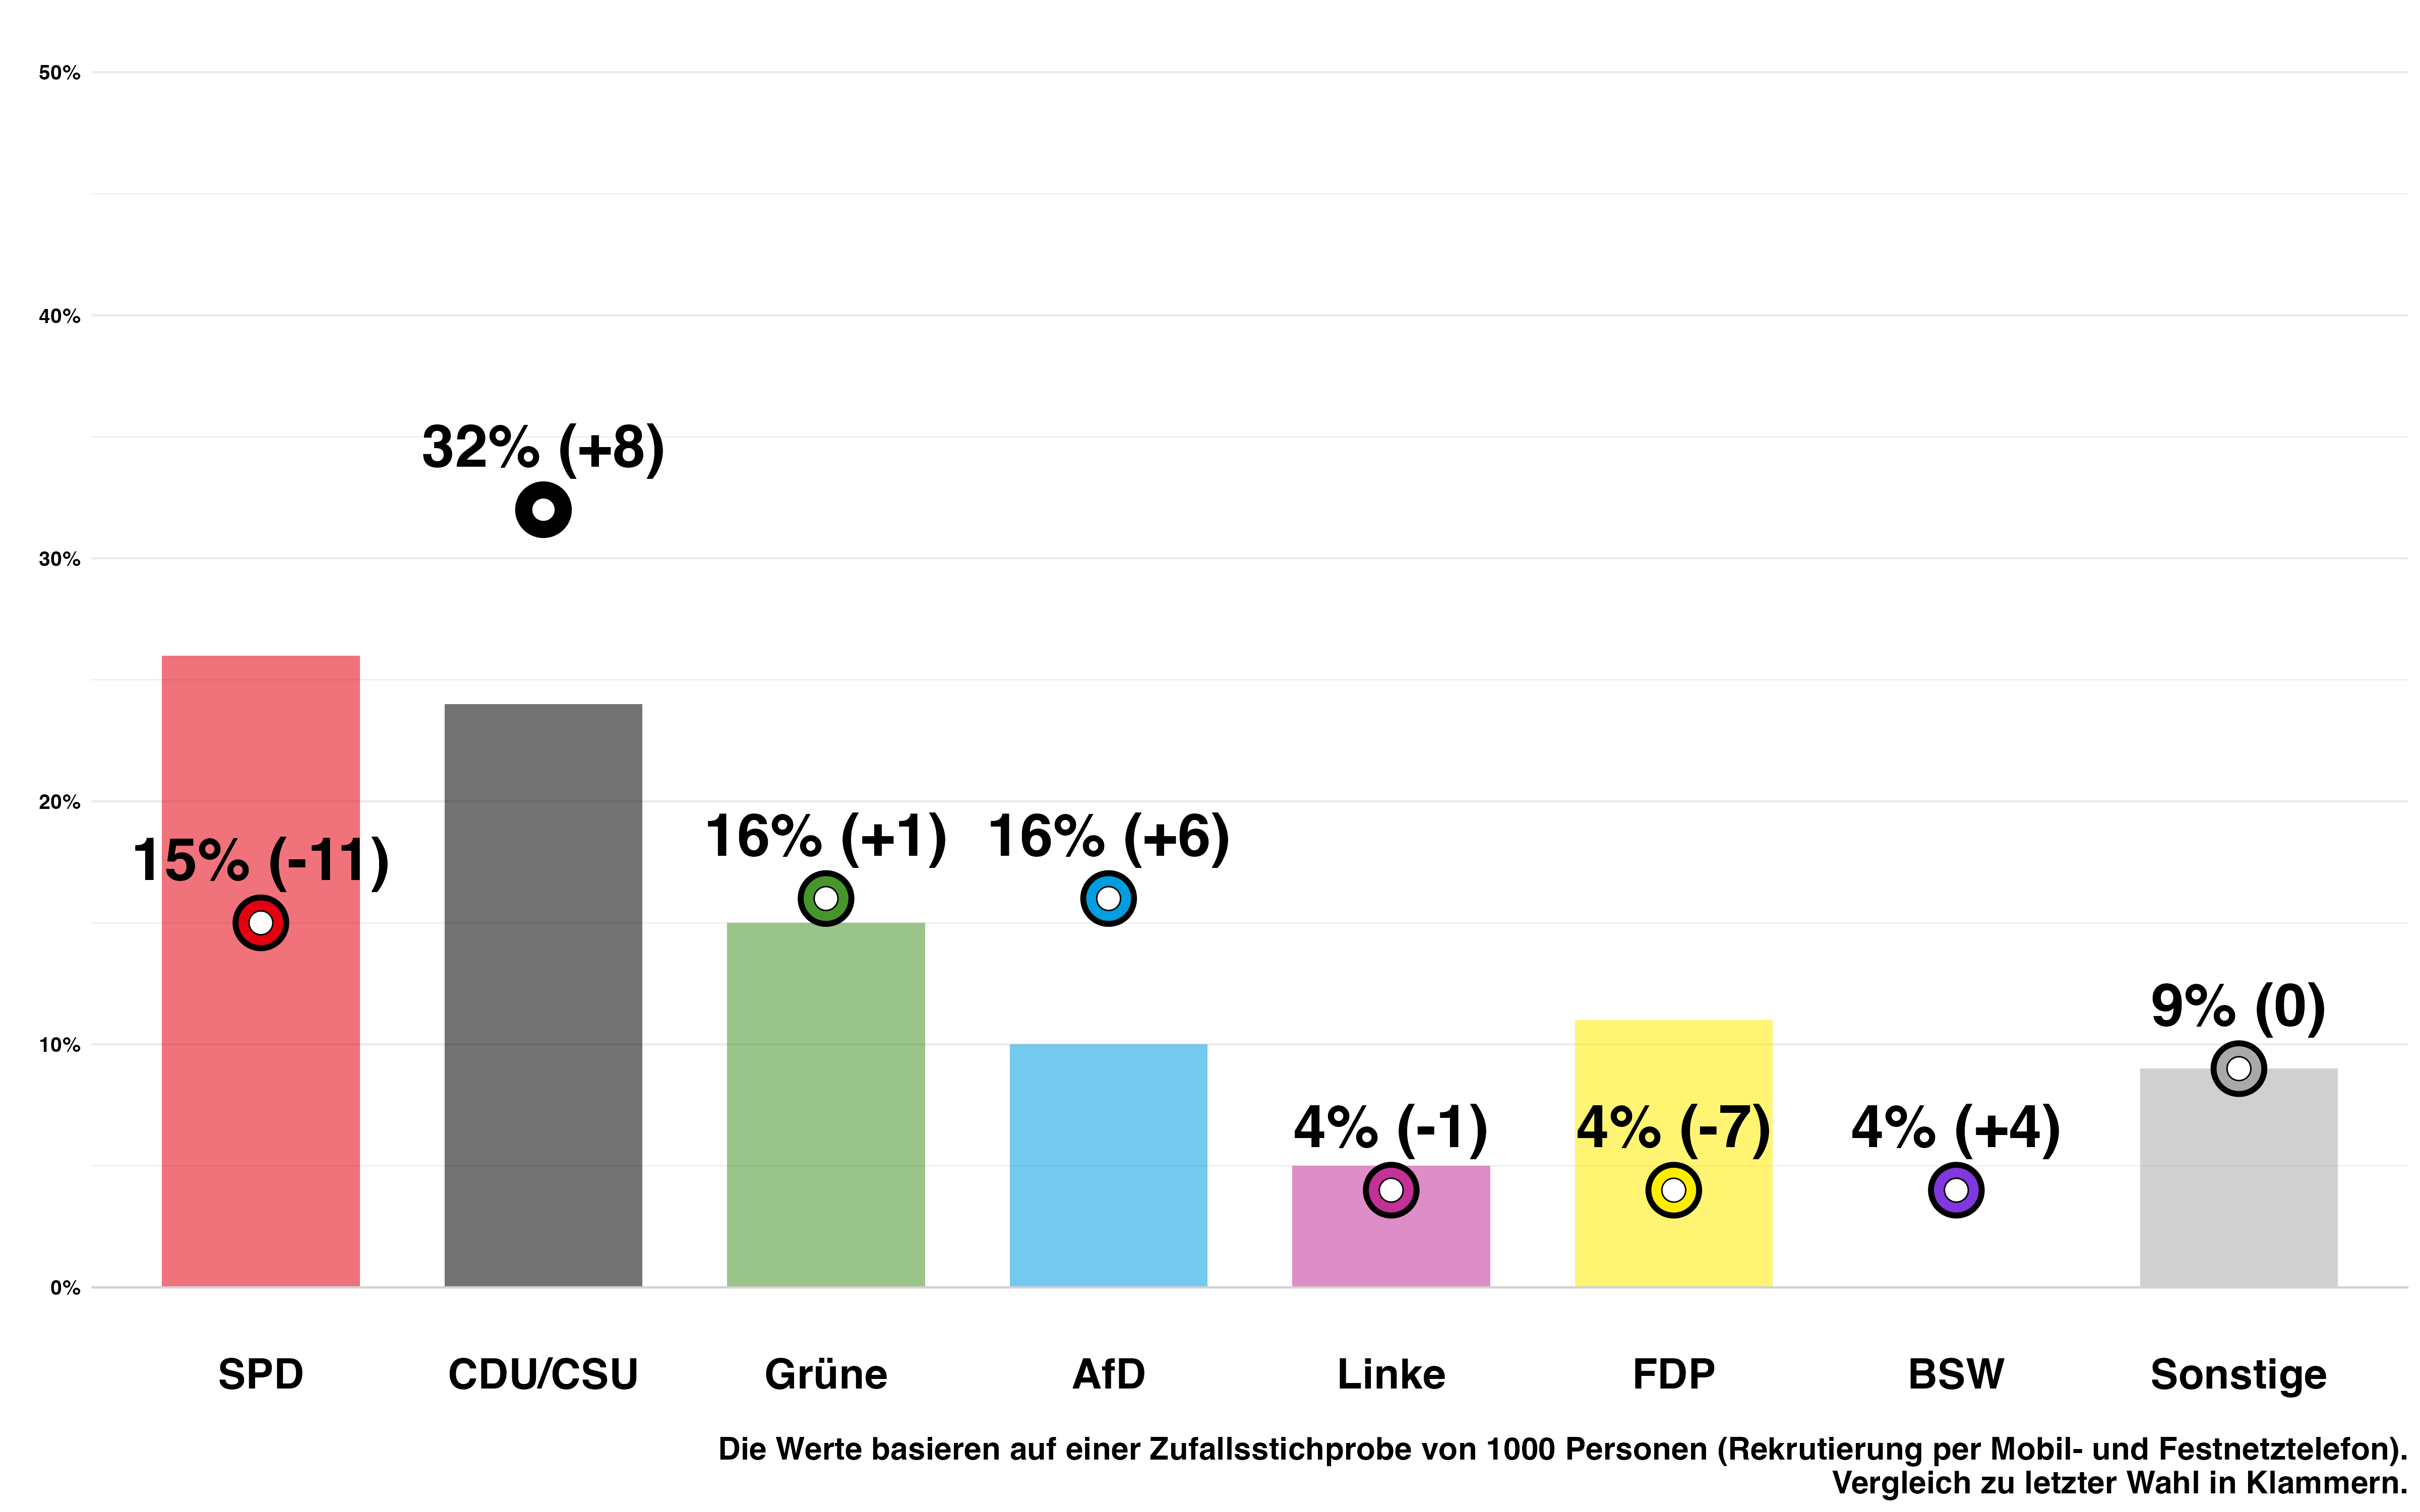 50%
40%
32% (+8)
30%
20%
15% (-11)
16% (+1)
16% (+6)
10%
4% (-1)
4% (-7)
4% (+4)
9% (0)
0%
SPD
CDU/CSU
Grüne
AfD
Linke
FDP
BSW
Sonstige
Die Werte basieren auf einer Zufallsstichprobe von 1000 Personen (Rekrutierung per Mobil- und Festnetztelefon).
Vergleich zu letzter Wahl in Klammern.